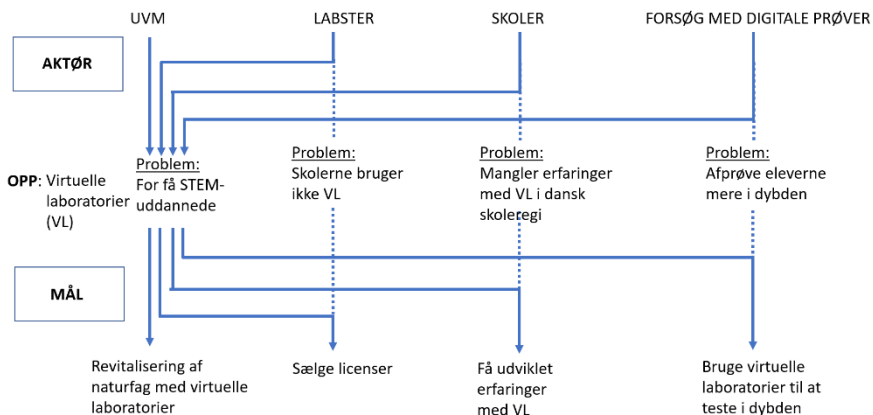 UVM
LABSTER
SKOLER
FORSØG MED DIGITALE PRØVER
AKTØR
OPP: Virtuelle
laboratorier
(VL)
Problem:
For få STEM-
uddannede
Problem:
Skolerne bruger
ikke VL
Problem:
Mangler erfaringer
med VL i dansk
skoleregi
Problem:
Afprøve eleverne
mere i dybden
MÅL
Revitalisering af
naturfag med virtuelle
laboratorier
Sælge licenser
Få udviklet
erfaringer
med VL
Bruge virtuelle
laboratorier til at
teste i dybden